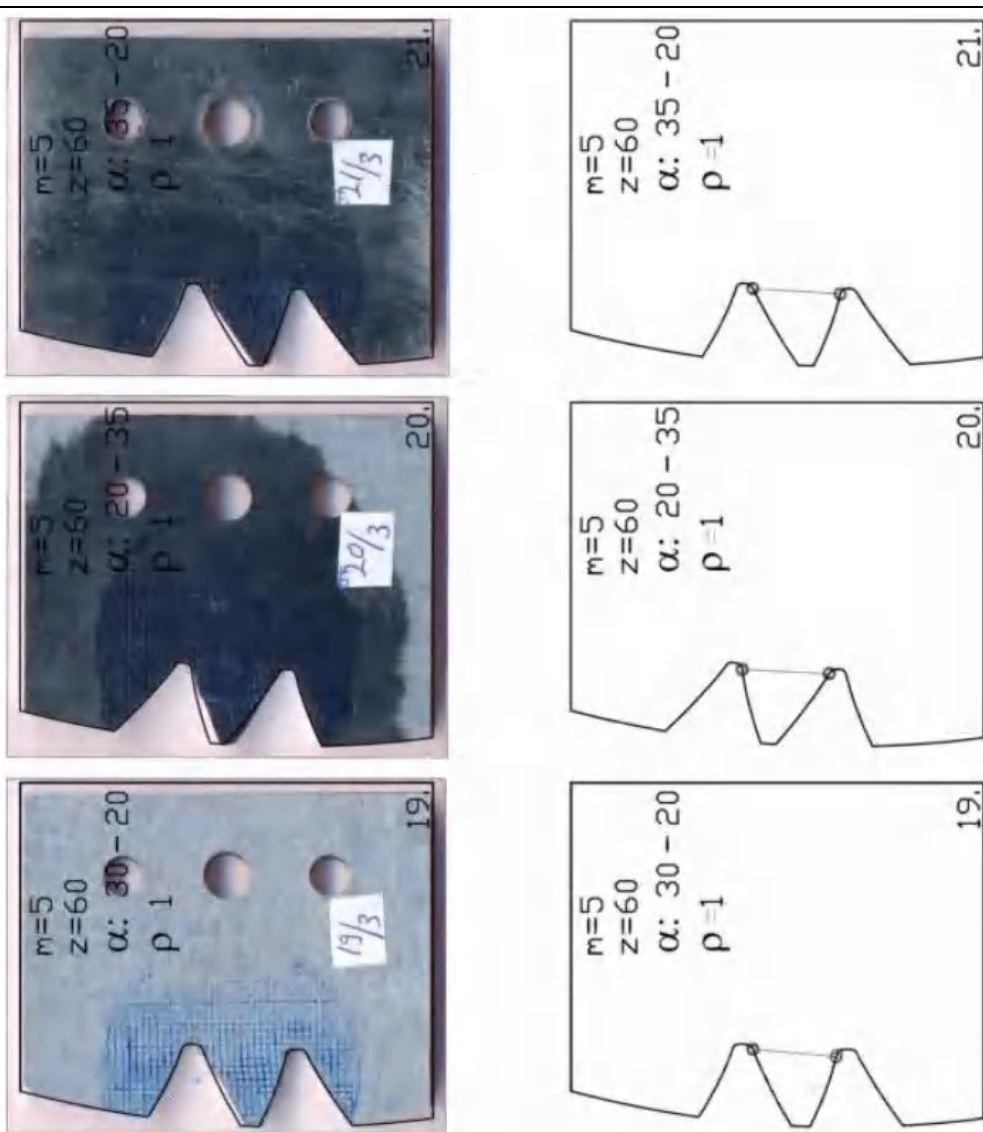 m=5
z=60
α: 35-20
ρ 1
21/3
21.
m=5
z=60
α: 35-20
ρ=1
21.
m=5
z=60
α: 20-35
ρ 1
20/3
20.
m=5
z=60
α: 20-35
ρ=1
20.
m=5
z=60
α: 30-20
ρ 1
19/3
19.
m=5
z=60
α: 30-20
ρ=1
19.